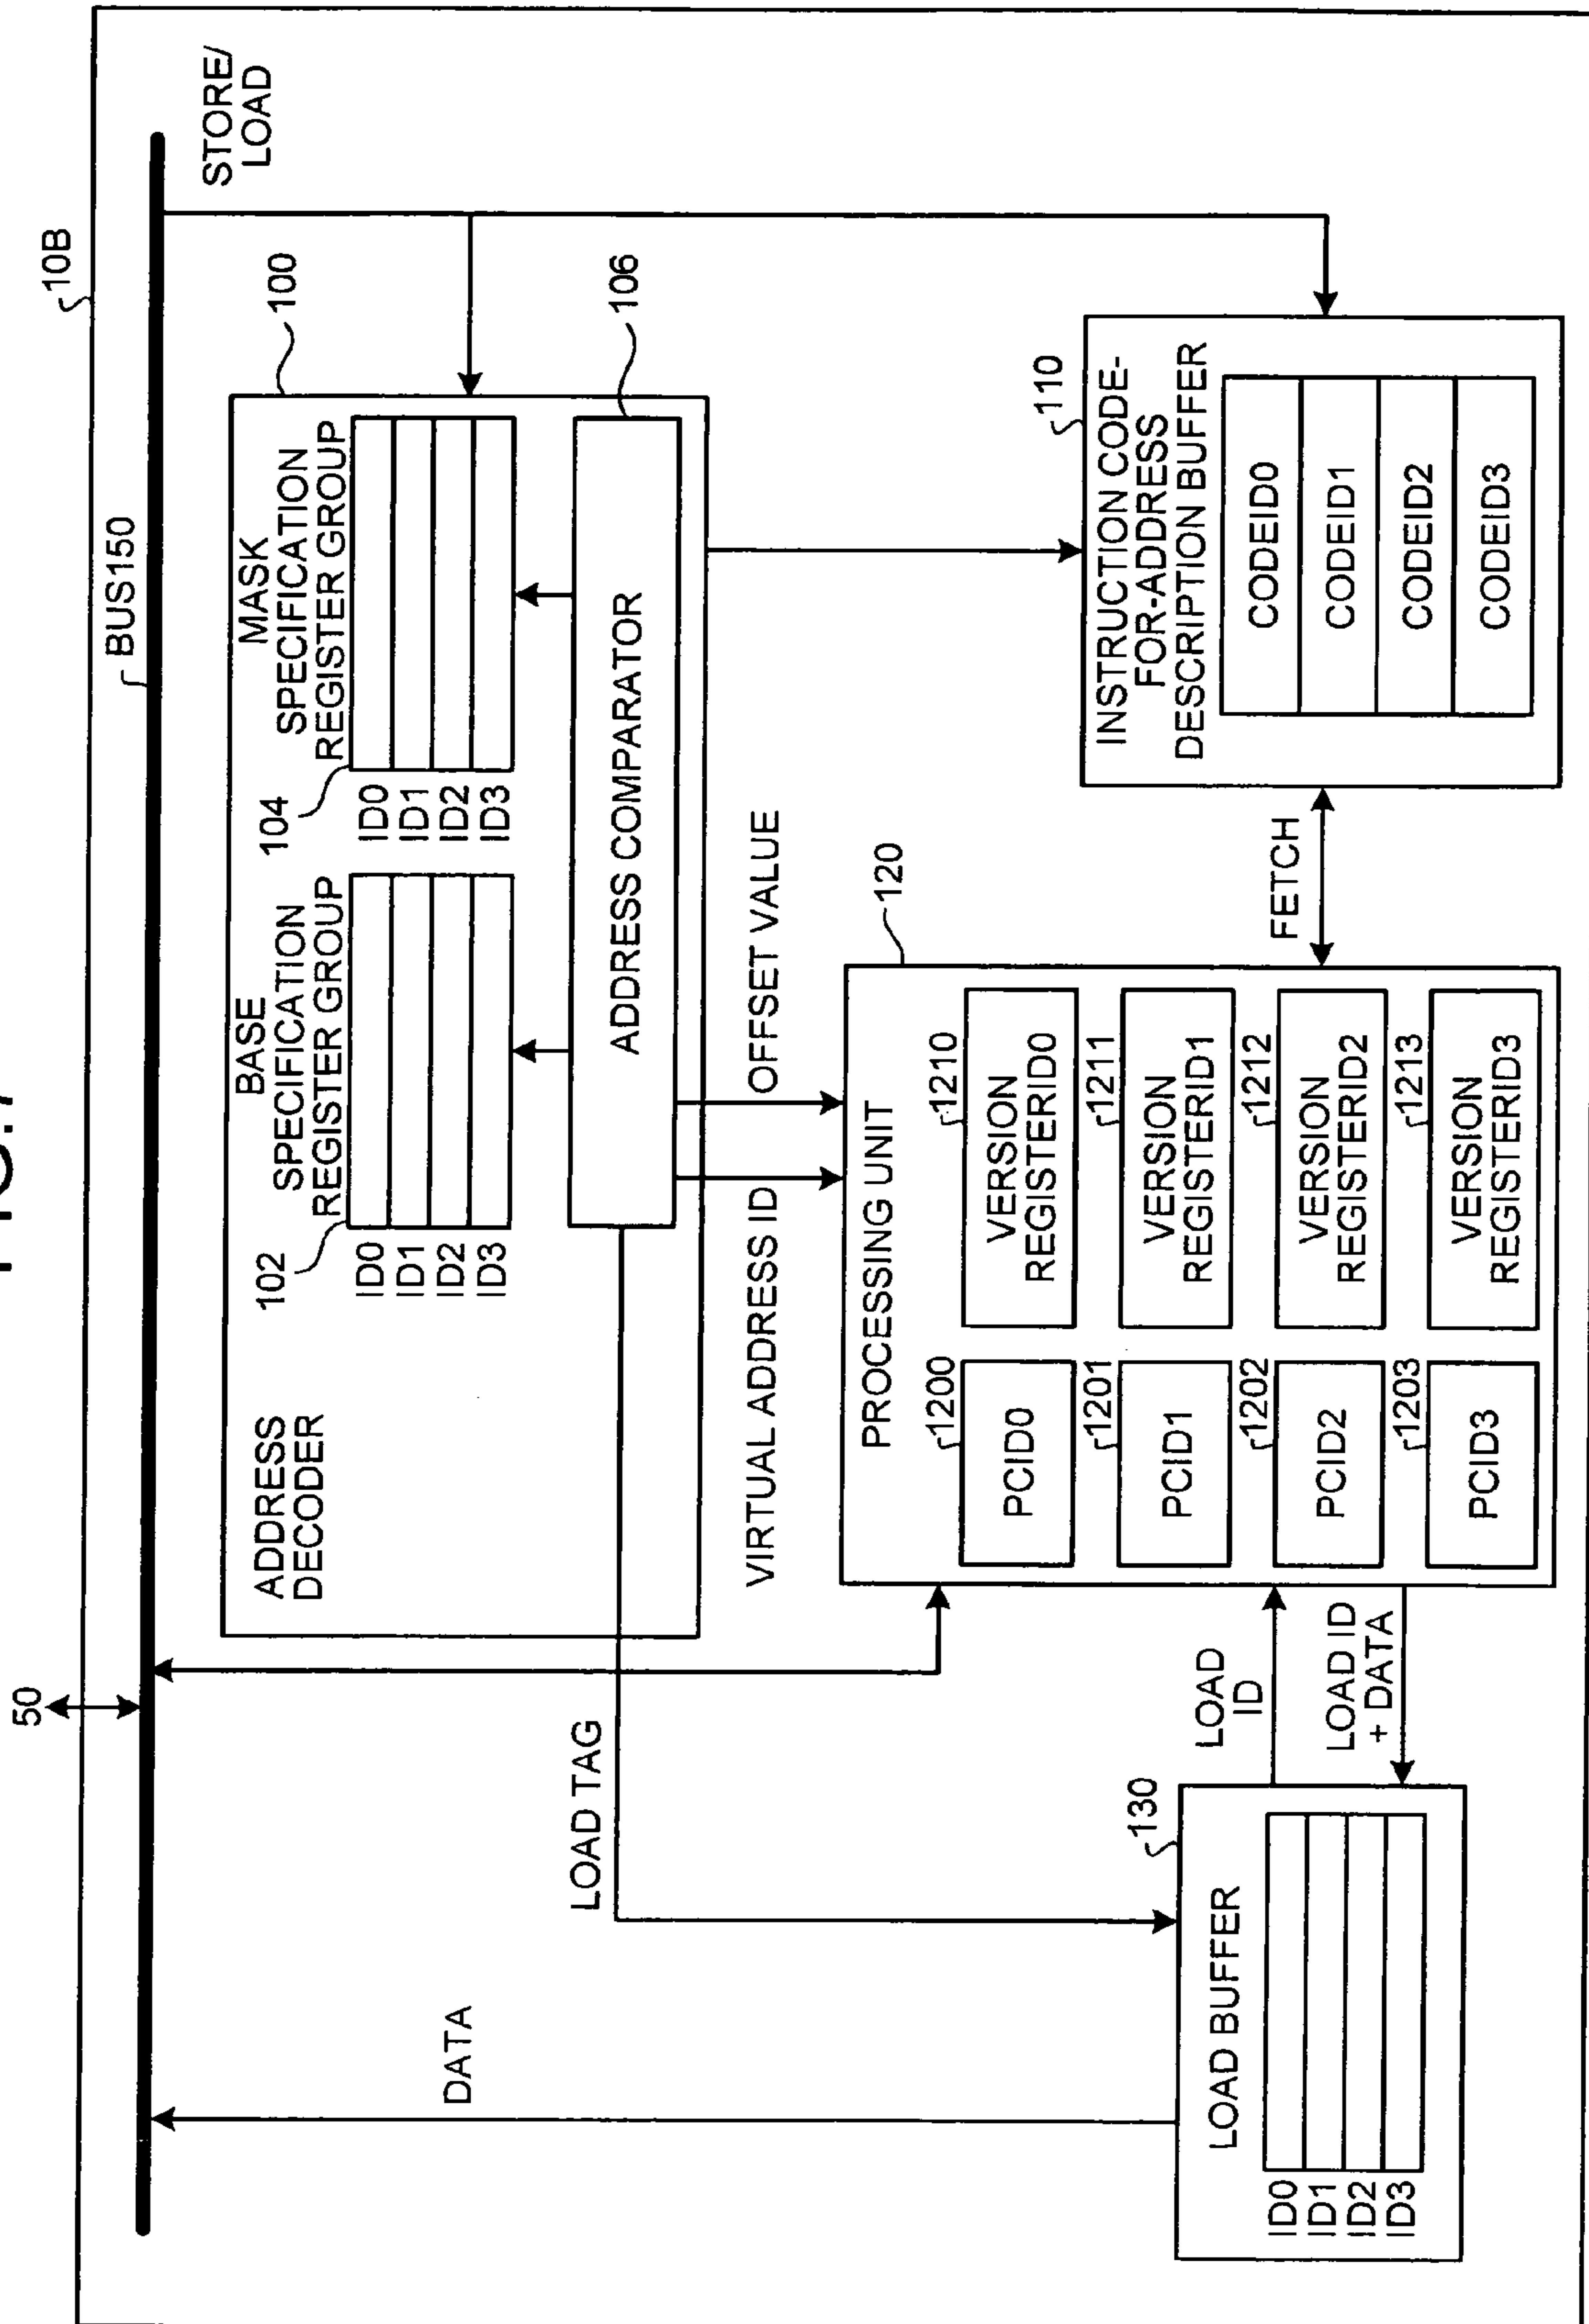 FIG. 7
10B
50
BUS150
STORE/
LOAD
100
ADDRESS
DECODER
BASE
SPECIFICATION
REGISTER GROUP
102
ID0
ID1
ID2
ID3
MASK
SPECIFICATION
REGISTER GROUP
104
ID0
ID1
ID2
ID3
106
ADDRESS COMPARATOR
DATA
LOAD TAG
VIRTUAL ADDRESS ID
OFFSET VALUE
130
LOAD BUFFER
ID0
ID1
ID2
ID3
LOAD
ID
LOAD ID
+ DATA
120
PROCESSING UNIT
1200
PCID0
1210
VERSION
REGISTERID0
1201
PCID1
1211
VERSION
REGISTERID1
1202
PCID2
1212
VERSION
REGISTERID2
1203
PCID3
1213
VERSION
REGISTERID3
FETCH
110
INSTRUCTION CODE-
FOR-ADDRESS
DESCRIPTION BUFFER
CODEID0
CODEID1
CODEID2
CODEID3